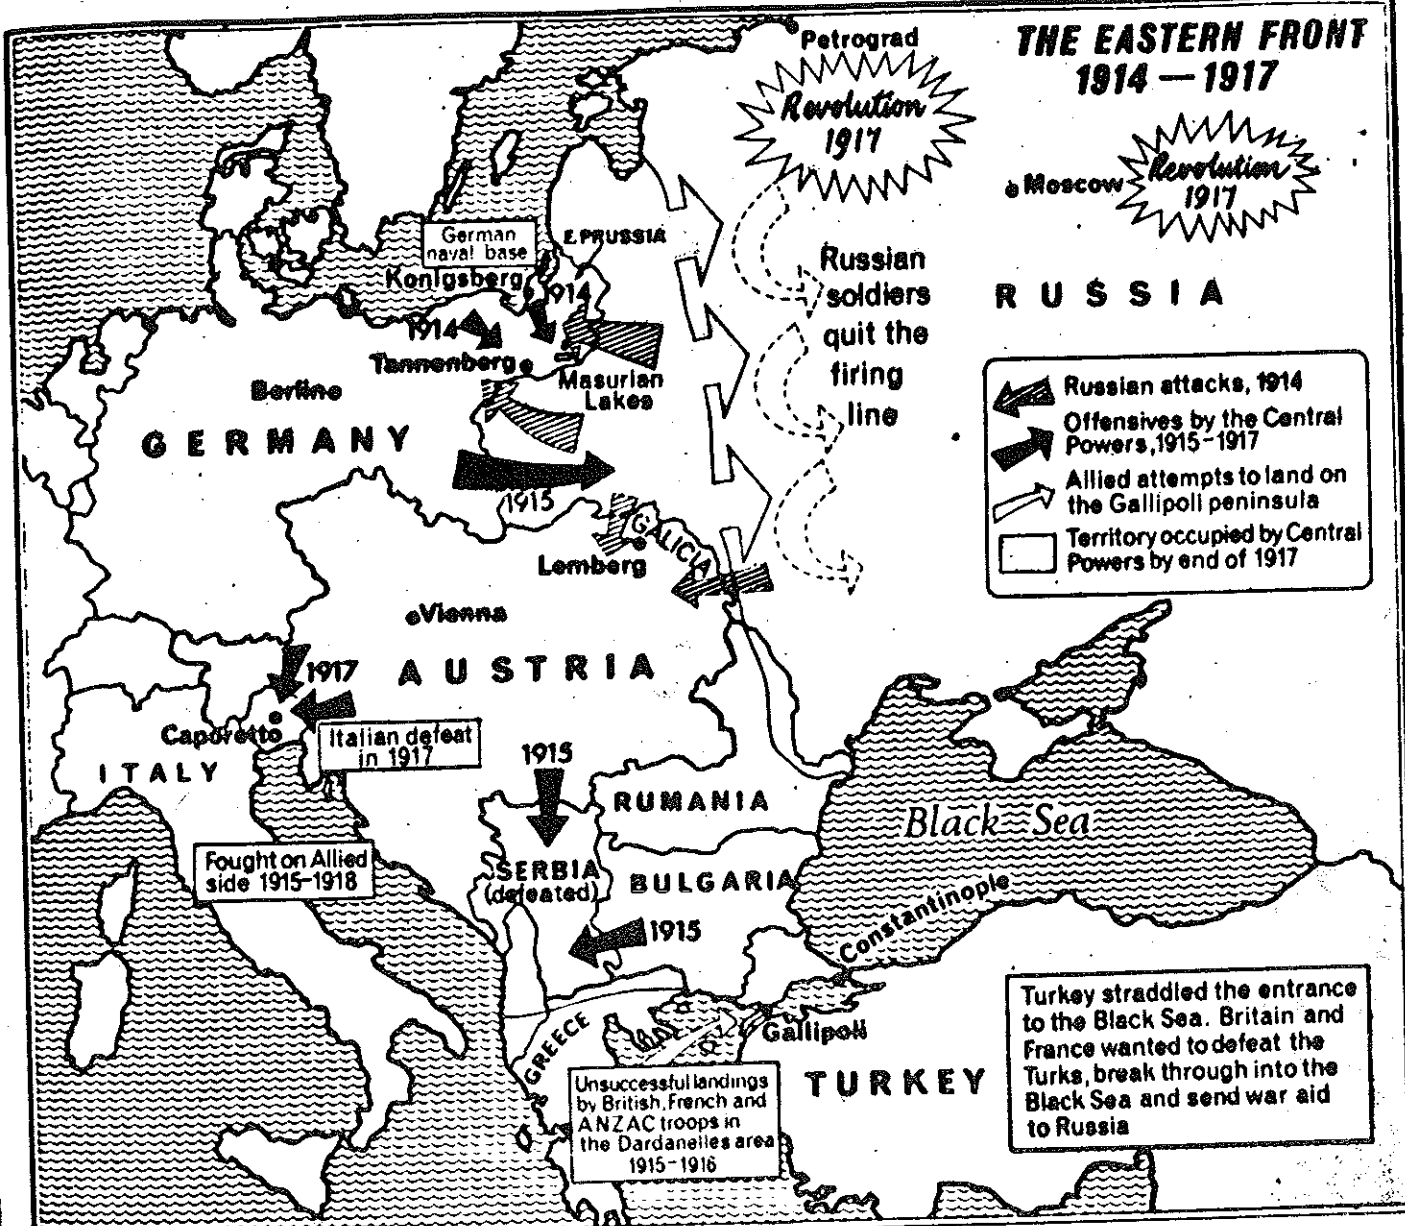 THE EASTERN FRONT
1914 — 1917
Petrograd
Revolution
1917
Moscow
Revolution
1917
German
naval base
E. PRUSSIA
Konigsberg
1914
1914
Tannenberg
Masurian
Lakes
Russian
soldiers
quit the
firing
line
RUSSIA
Berlin
GERMANY
1915
GALICIA
Lemberg
Russian attacks, 1914
Offensives by the Central
Powers, 1915-1917
Allied attempts to land on
the Gallipoli peninsula
Territory occupied by Central
Powers by end of 1917
Vienna
AUSTRIA
1917
Caporetto
Italian defeat
in 1917
ITALY
1915
RUMANIA
Black Sea
Fought on Allied
side 1915-1918
SERBIA
(defeated)
BULGARIA
1915
Constantinople
Gallipoli
GREECE
TURKEY
Unsuccessful landings
by British, French and
ANZAC troops in
the Dardanelles area
1915-1916
Turkey straddled the entrance
to the Black Sea. Britain and
France wanted to defeat the
Turks, break through into the
Black Sea and send war aid
to Russia